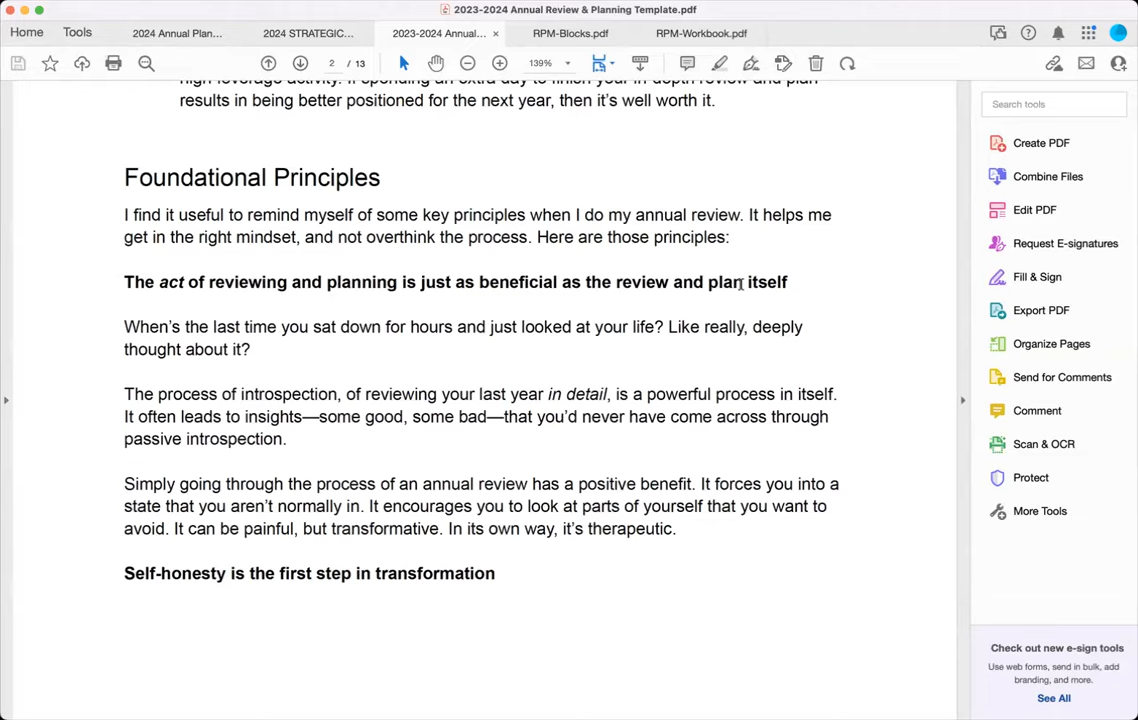 2023-2024 Annual Review & Planning Template.pdf
Home
Tools
2024 Annual Plan...
2024 STRATEGIC...
2023-2024 Annual... ×
RPM-Blocks.pdf
RPM-Workbook.pdf
2 / 13
139%
results in being better positioned for the next year, then it's well worth it.
Foundational Principles
I find it useful to remind myself of some key principles when I do my annual review. It helps me
get in the right mindset, and not overthink the process. Here are those principles:
The act of reviewing and planning is just as beneficial as the review and plan itself
When's the last time you sat down for hours and just looked at your life? Like really, deeply
thought about it?
The process of introspection, of reviewing your last year in detail, is a powerful process in itself.
It often leads to insights—some good, some bad—that you'd never have come across through
passive introspection.
Simply going through the process of an annual review has a positive benefit. It forces you into a
state that you aren't normally in. It encourages you to look at parts of yourself that you want to
avoid. It can be painful, but transformative. In its own way, it's therapeutic.
Self-honesty is the first step in transformation
Search tools
Create PDF
Combine Files
Edit PDF
Request E-signatures
Fill & Sign
Export PDF
Organize Pages
Send for Comments
Comment
Scan & OCR
Protect
More Tools
Check out new e-sign tools
Use web forms, send in bulk, add
branding, and more.
See All